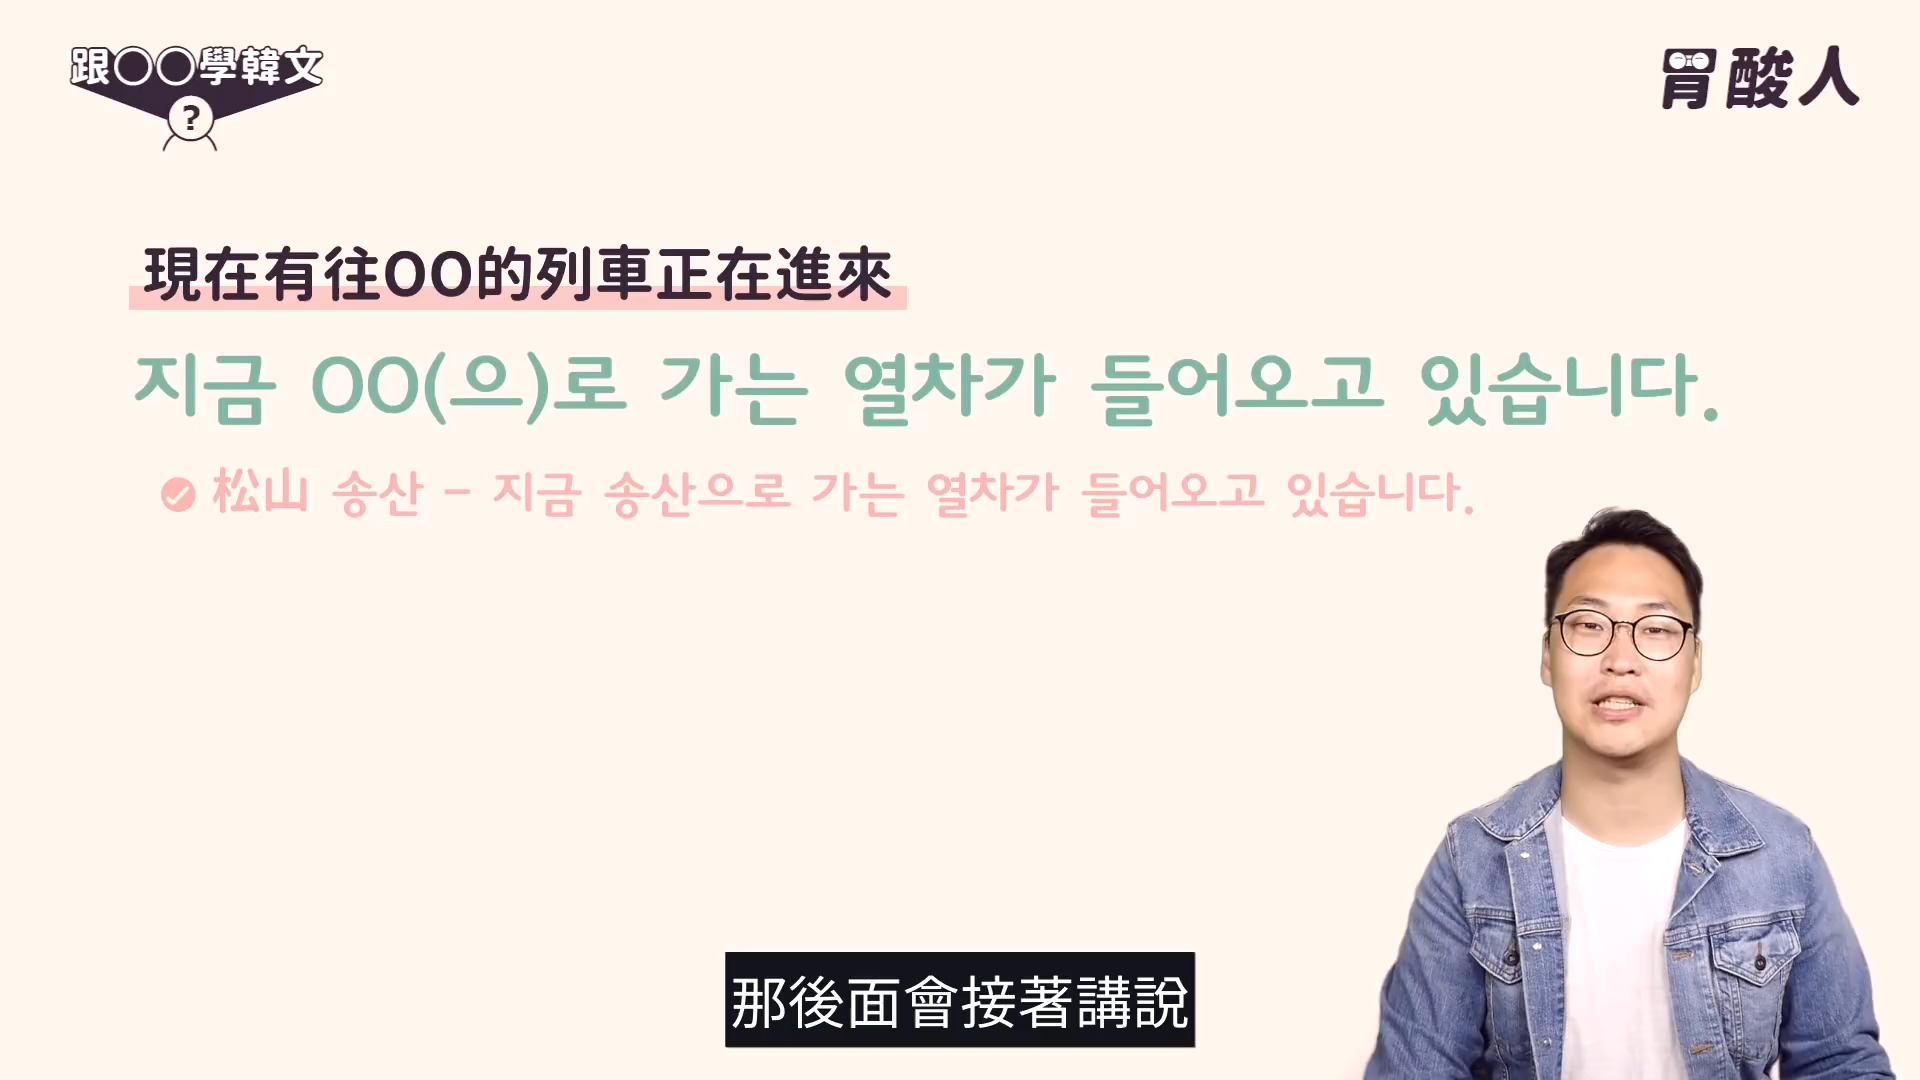 跟〇〇學韓文
?
胃酸人
現在有往OO的列車正在進來
지금 OO(으)로 가는 열차가 들어오고 있습니다.
松山 송산 - 지금 송산으로 가는 열차가 들어오고 있습니다.
那後面會接著講說